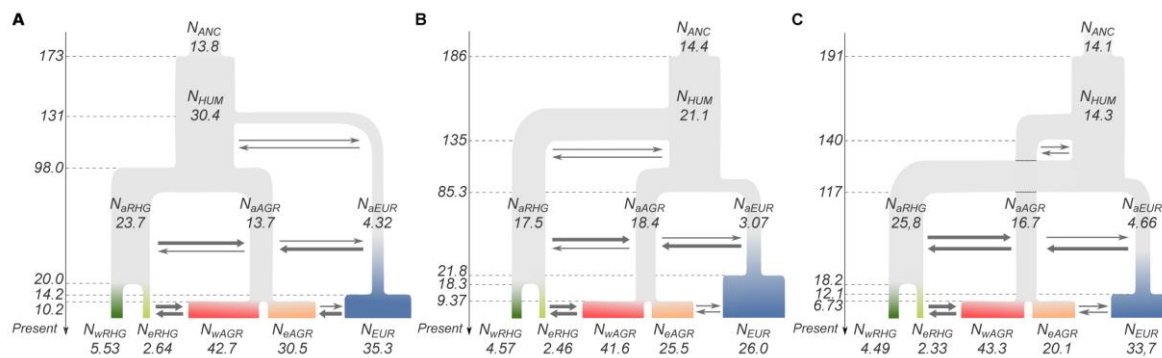 A
N_ANC
13.8
173
N_HUM
30.4
131
98.0
N_aRHG
23.7
N_aAGR
13.7
N_aEUR
4.32
20.0
14.2
10.2
Present
N_wRHG
5.53
N_eRHG
2.64
N_wAGR
42.7
N_eAGR
30.5
N_EUR
35.3
B
N_ANC
14.4
186
N_HUM
21.1
135
85.3
N_aRHG
17.5
N_aAGR
18.4
N_aEUR
3.07
21.8
18.3
9.37
Present
N_wRHG
4.57
N_eRHG
2.46
N_wAGR
41.6
N_eAGR
25.5
N_EUR
26.0
C
N_ANC
14.1
191
N_HUM
14.3
140
117
N_aRHG
25,8
N_aAGR
16.7
N_aEUR
4.66
18.2
12.1
6.73
Present
N_wRHG
4.49
N_eRHG
2.33
N_wAGR
43.3
N_eAGR
20.1
N_EUR
33,7